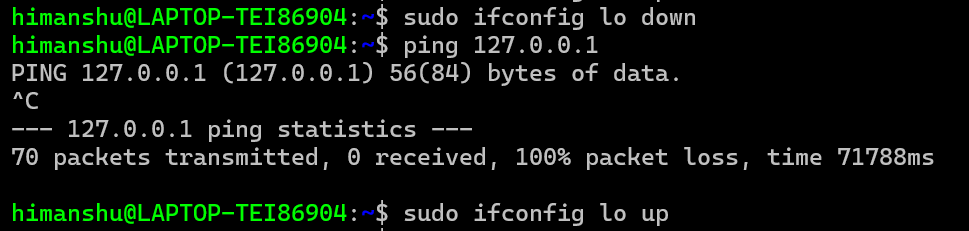 himanshu@LAPTOP-TEI86904:~$ sudo ifconfig lo down
himanshu@LAPTOP-TEI86904:~$ ping 127.0.0.1
PING 127.0.0.1 (127.0.0.1) 56(84) bytes of data.
^C
--- 127.0.0.1 ping statistics ---
70 packets transmitted, 0 received, 100% packet loss, time 71788ms
himanshu@LAPTOP-TEI86904:~$ sudo ifconfig lo up